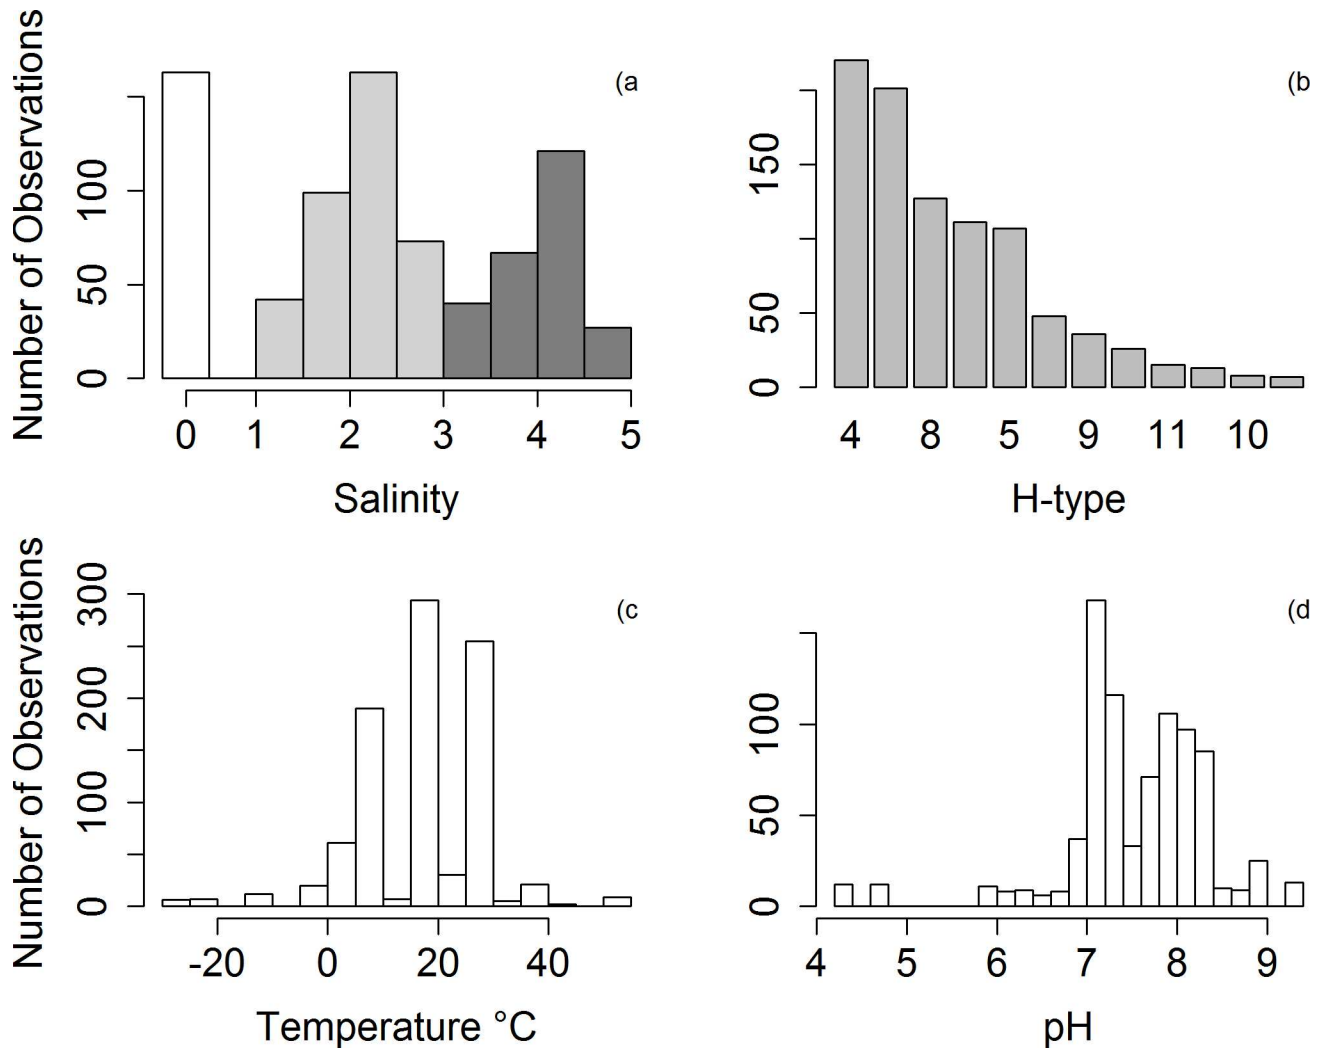 Number of Observations
0
50
100
(a
0 1 2 3 4 5
Salinity
0
50
150
(b
4 8 5 9 11 10
H-type
Number of Observations
0
100
200
300
(c
-20 0 20 40
Temperature °C
0
50
100
(d
4 5 6 7 8 9
pH